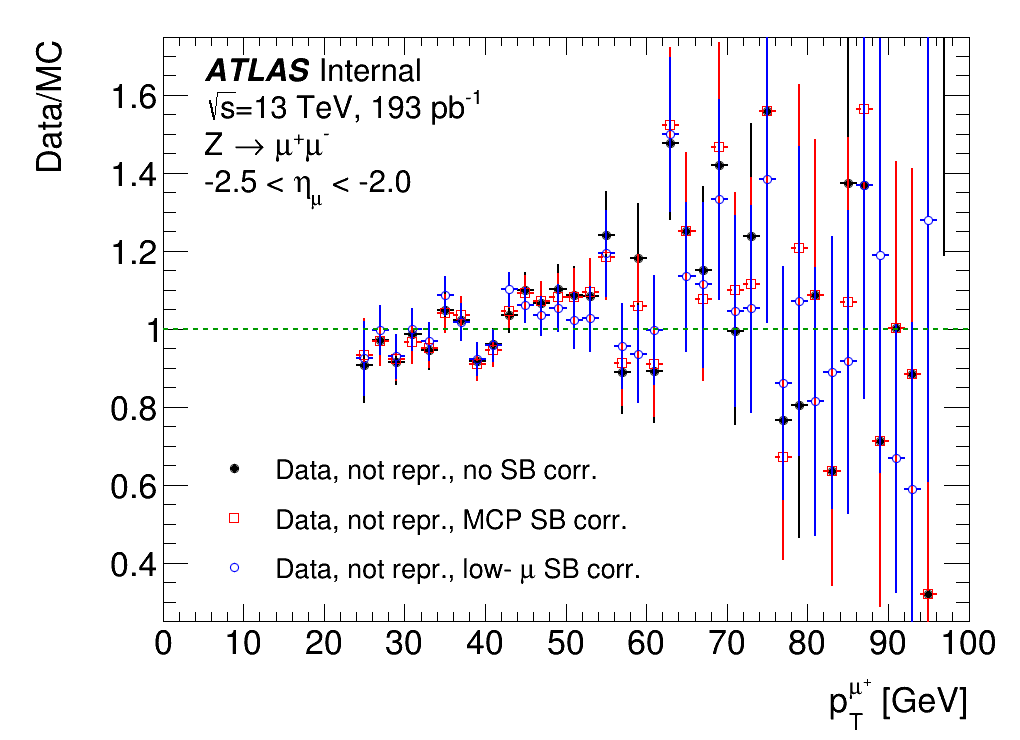 Data/MC
ATLAS Internal
√s=13 TeV, 193 pb⁻¹
Z → μ⁺μ⁻
-2.5 < η_μ < -2.0
1.6
1.4
1.2
1
0.8
0.6
0.4
Data, not repr., no SB corr.
Data, not repr., MCP SB corr.
Data, not repr., low- μ SB corr.
0 10 20 30 40 50 60 70 80 90 100
p_T^μ⁺ [GeV]